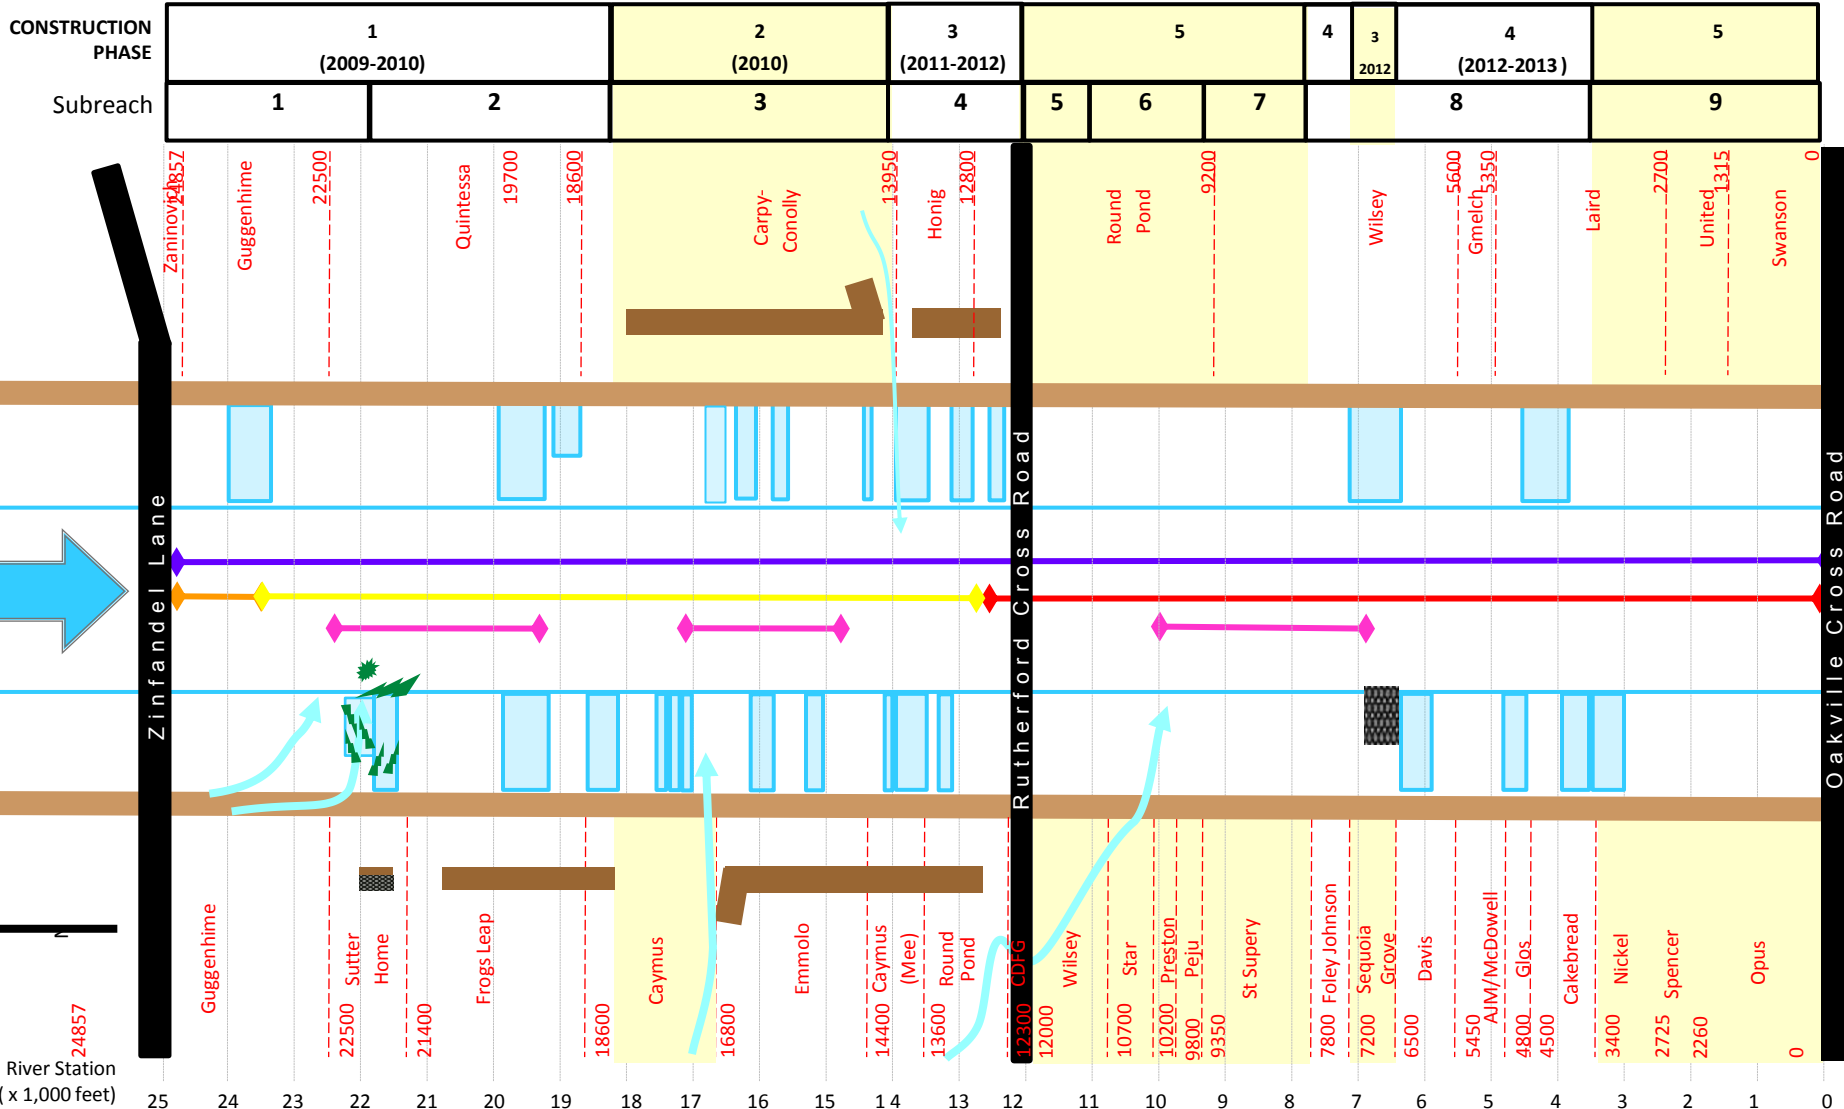 CONSTRUCTION
PHASE
1
(2009-2010)
2
(2010)
3
(2011-2012)
5
4
3
2012
4
(2012-2013 )
5
Subreach
1
2
3
4
5
6
7
8
9
Zaninovich
24857
Guggenhime
22500
Quintessa
19700
18600
Carpy-
Conolly
13950
Honig
12800
Round
Pond
9200
Wilsey
5600
Gmelch
5350
Laird
2700
United
1315
Swanson
0
Zinfandel Lane
Rutherford Cross Road
Oakville Cross Road
N
24857
Guggenhime
22500
Sutter
Home
21400
Frogs Leap
18600
Caymus
16800
Emmolo
14400
Caymus
(Mee)
13600
Round
Pond
12300
CDFG
12000
Wilsey
10700
Star
10200
Preston
9800
Peju
9350
St Supery
7800
Foley Johnson
7200
Sequoia
Grove
6500
Davis
5450
AJM/McDowell
4800
Glos
4500
Cakebread
3400
Nickel
2725
Spencer
2260
Opus
0
River Station
( x 1,000 feet)
25 24 23 22 21 20 19 18 17 16 15 14 13 12 11 10 9 8 7 6 5 4 3 2 1 0